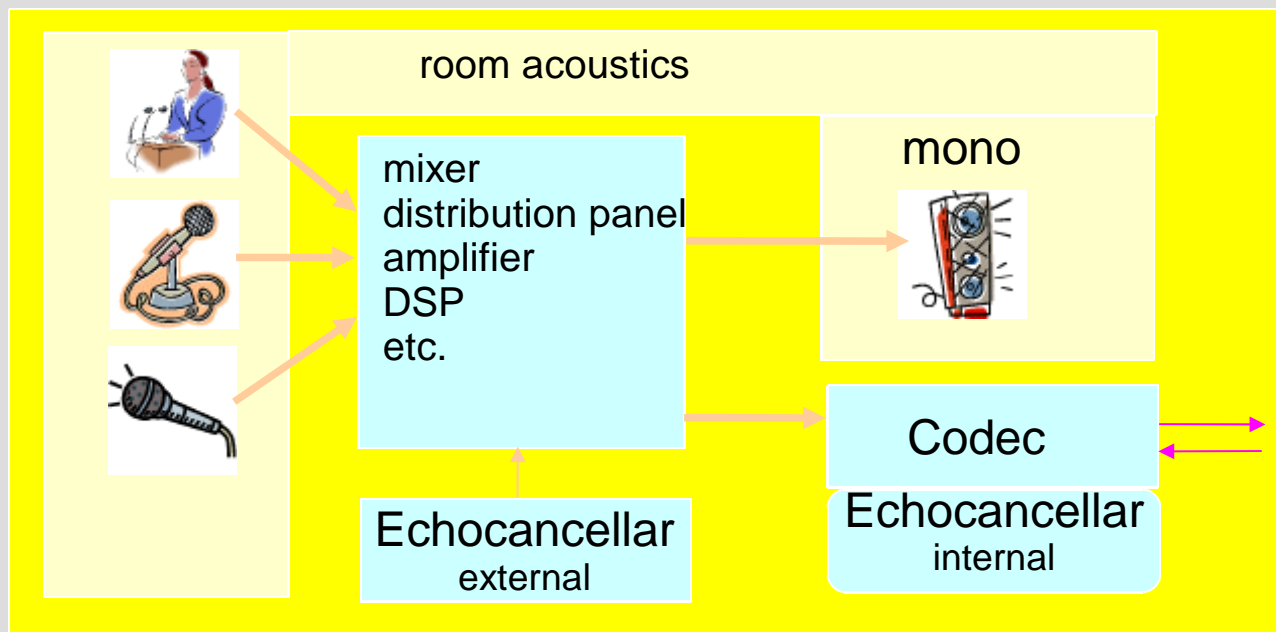 room acoustics
mixer
distribution panel
amplifier
DSP
etc.
mono
Codec
Echocancellar
external
Echocancellar
internal